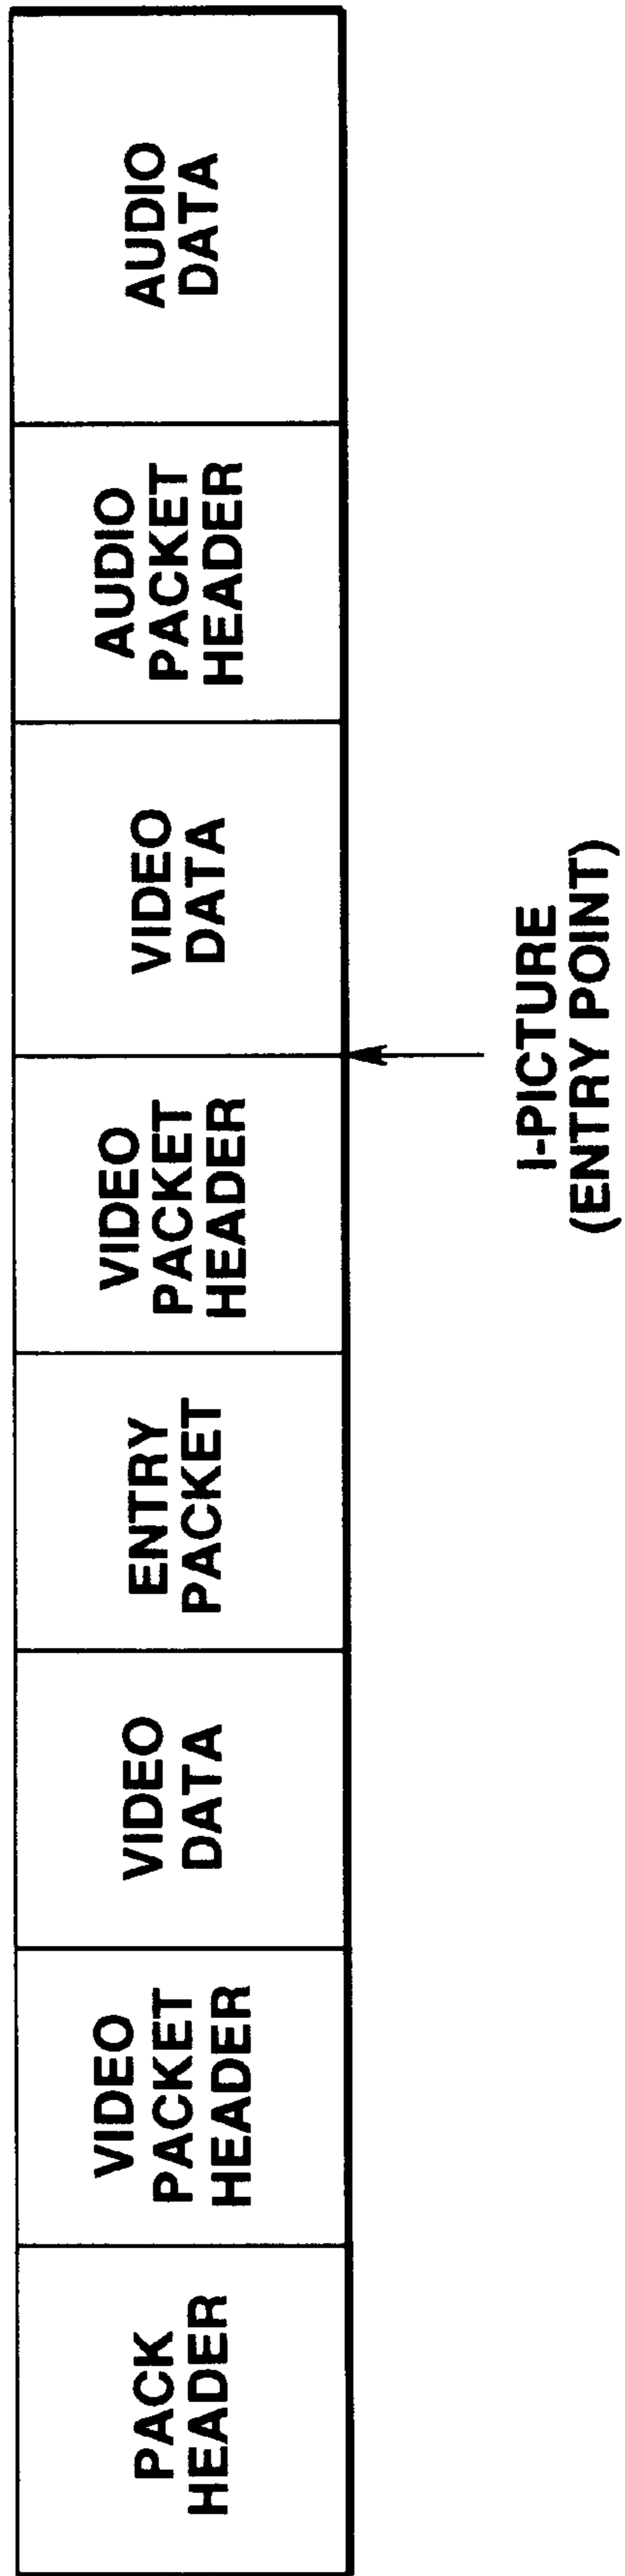 PACK
HEADER
VIDEO
PACKET
HEADER
VIDEO
DATA
ENTRY
PACKET
VIDEO
PACKET
HEADER
VIDEO
DATA
AUDIO
PACKET
HEADER
AUDIO
DATA
I-PICTURE
(ENTRY POINT)